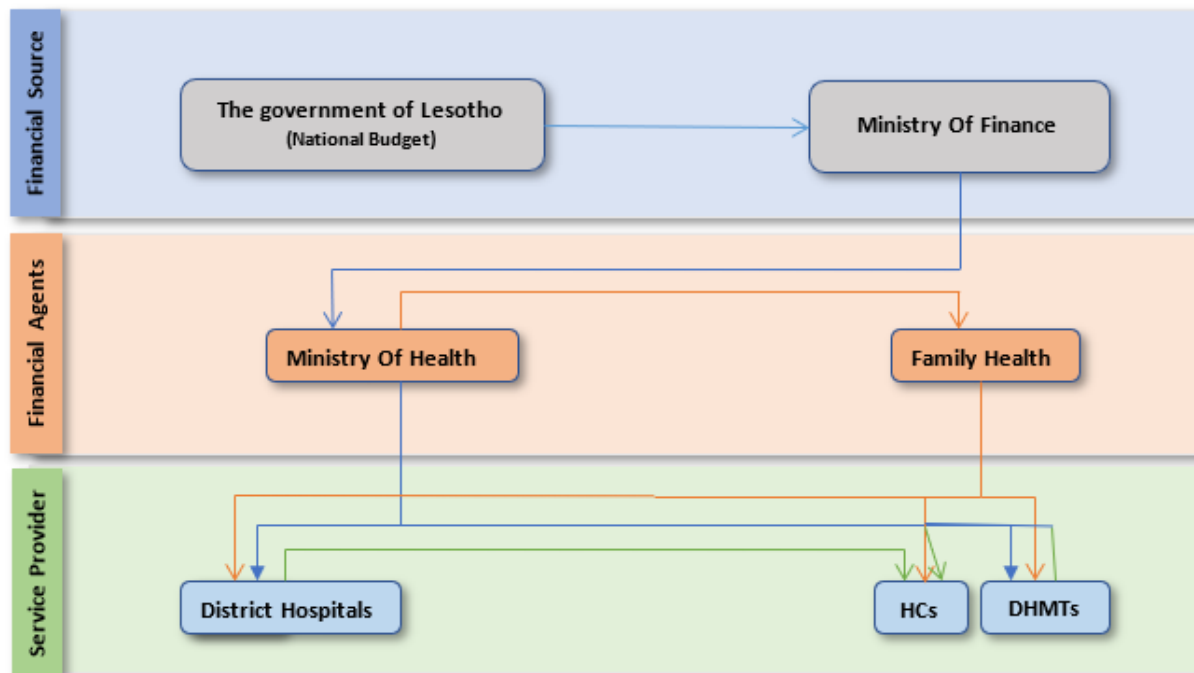 Financial Source
The government of Lesotho
(National Budget)
Ministry Of Finance
Financial Agents
Ministry Of Health
Family Health
Service Provider
District Hospitals
HCs
DHMTs